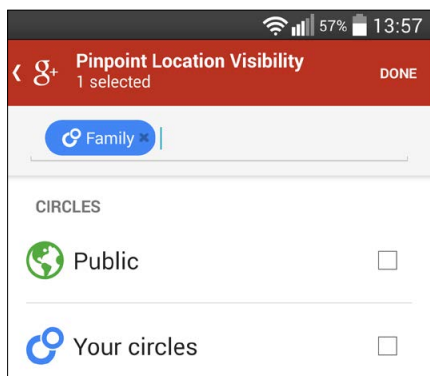 57% 13:57
g+ Pinpoint Location Visibility DONE
1 selected
Family
CIRCLES
Public
Your circles